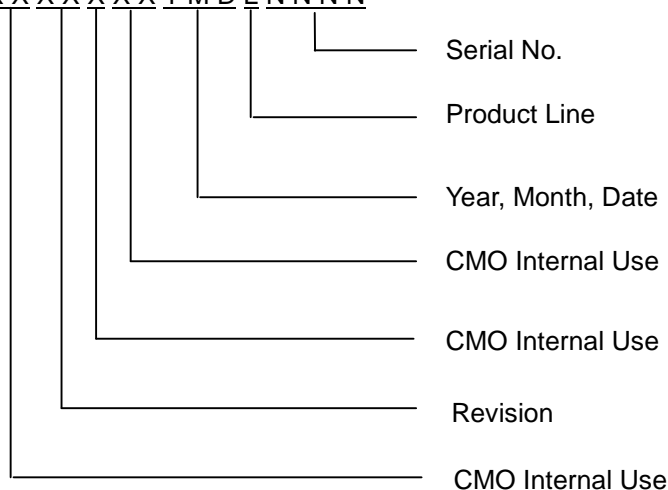 Serial No.
Product Line
Year, Month, Date
CMO Internal Use
CMO Internal Use
Revision
CMO Internal Use